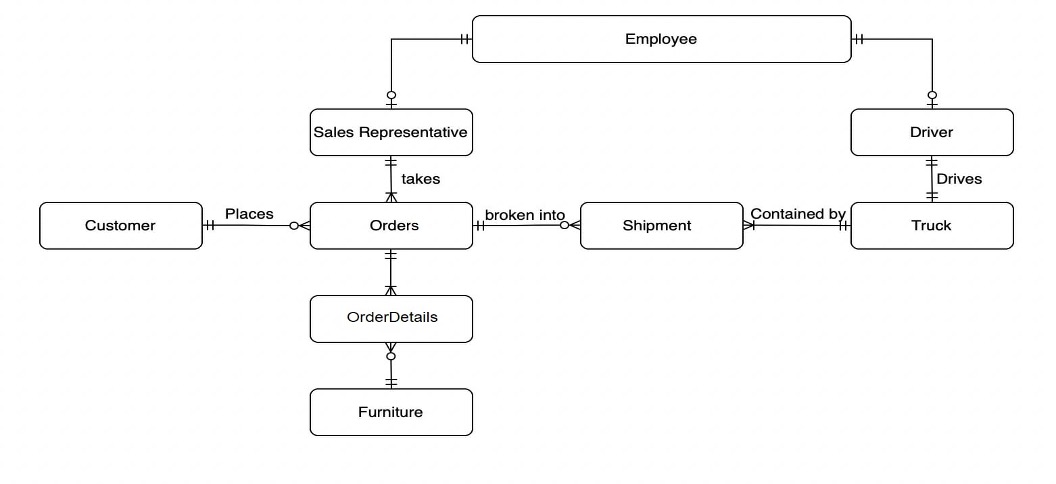 Employee
Sales Representative
Driver
takes
Drives
Customer
Places
Orders
broken into
Shipment
Contained by
Truck
OrderDetails
Furniture